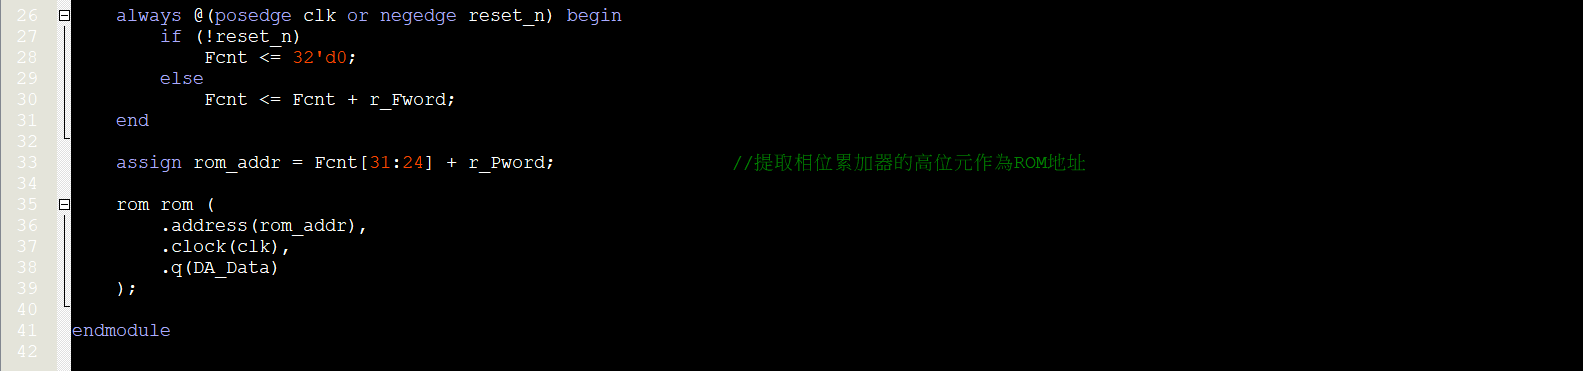 26 always @(posedge clk or negedge reset_n) begin
27 if (!reset_n)
28 Fcnt <= 32'd0;
29 else
30 Fcnt <= Fcnt + r_Fword;
31 end
32
33 assign rom_addr = Fcnt[31:24] + r_Pword; //提取相位累加器的高位元作為ROM地址
34
35 rom rom (
36 .address(rom_addr),
37 .clock(clk),
38 .q(DA_Data)
39 );
40
41 endmodule
42